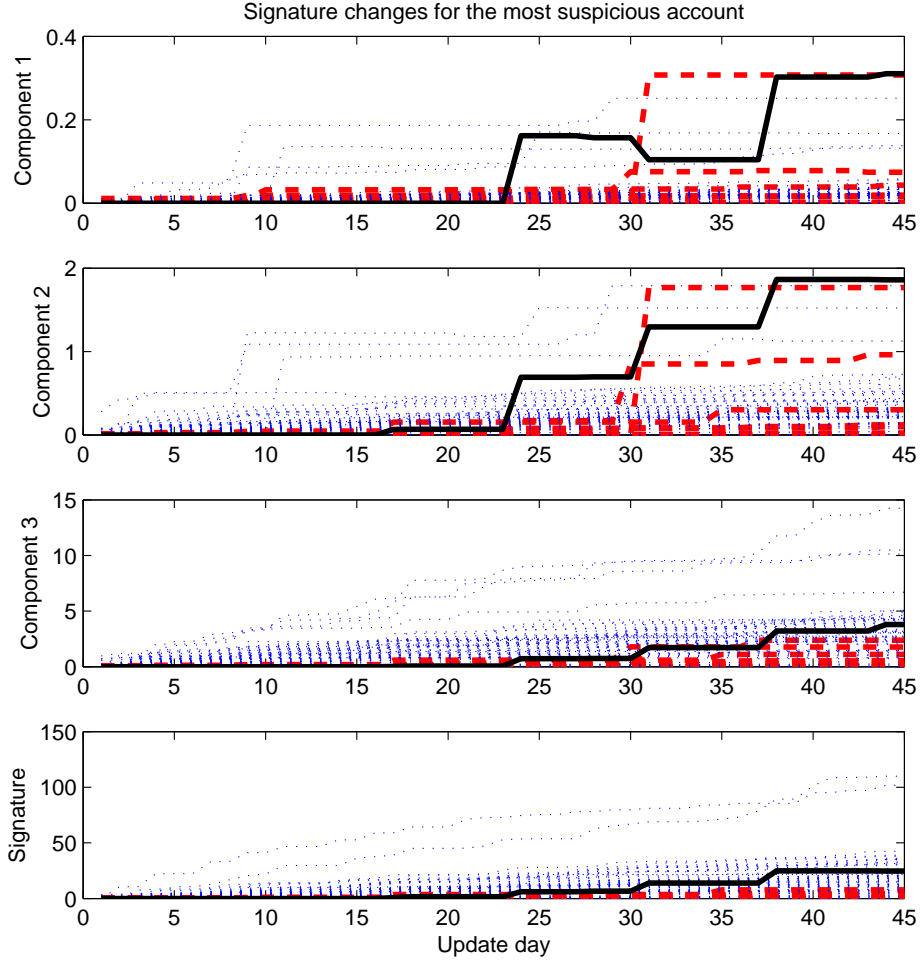 Signature changes for the most suspicious account
0.4
0.2
0
Component 1
0 5 10 15 20 25 30 35 40 45
2
1
0
Component 2
0 5 10 15 20 25 30 35 40 45
15
10
5
0
Component 3
0 5 10 15 20 25 30 35 40 45
150
100
50
0
Signature
0 5 10 15 20 25 30 35 40 45
Update day